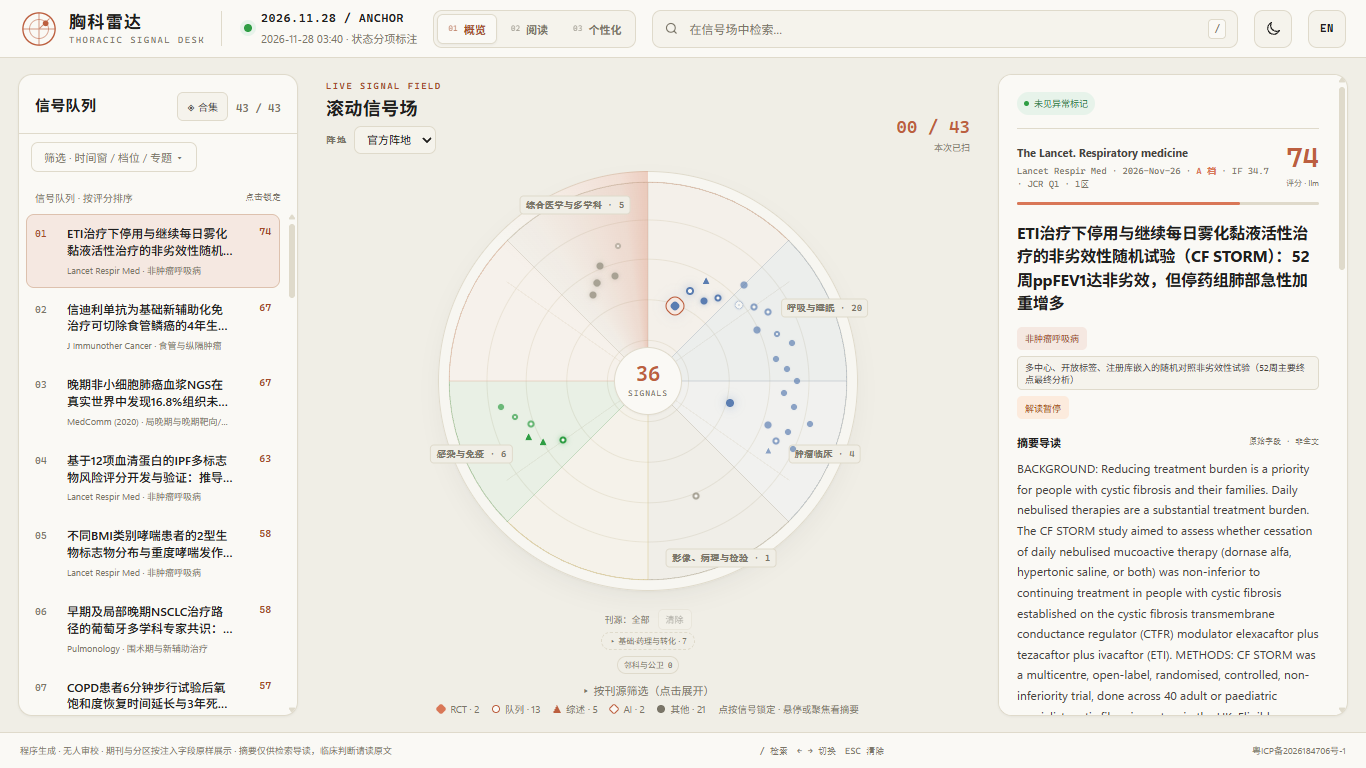 胸科雷达
THORACIC SIGNAL DESK
2026.11.28 / ANCHOR
2026-11-28 03:40 · 状态分项标注
01 概览
02 阅读
03 个性化
在信号场中检索...
/
EN
信号队列
◈ 合集
43 / 43
筛选 · 时间窗 / 档位 / 专题
信号队列 · 按评分排序
点击锁定
01
ETI治疗下停用与继续每日雾化
黏液活性治疗的非劣效性随机...
74
Lancet Respir Med · 非肿瘤呼吸病
02
信迪利单抗为基础新辅助化免
治疗可切除食管鳞癌的4年生...
67
J Immunother Cancer · 食管与纵隔肿瘤
03
晚期非小细胞肺癌血浆NGS在
真实世界中发现16.8%组织未...
67
MedComm (2020) · 局晚期与晚期靶向/...
04
基于12项血清蛋白的IPF多标志
物风险评分开发与验证：推导...
63
Lancet Respir Med · 非肿瘤呼吸病
05
不同BMI类别哮喘患者的2型生
物标志物分布与重度哮喘发作...
58
Lancet Respir Med · 非肿瘤呼吸病
06
早期及局部晚期NSCLC治疗路
径的葡萄牙多学科专家共识：...
58
Pulmonology · 围术期与新辅助治疗
07
COPD患者6分钟步行试验后氧
饱和度恢复时间延长与3年死...
57
LIVE SIGNAL FIELD
滚动信号场
阵地
官方阵地
00 / 43
本次已扫
综合医学与多学科 · 5
呼吸与睡眠 · 20
36
SIGNALS
感染与免疫 · 6
肿瘤临床 · 4
影像、病理与检验 · 1
刊源：全部
清除
基础·药理与转化 · 7
邻科与公卫 0
▸ 按刊源筛选（点击展开）
RCT · 2
队列 · 13
综述 · 5
AI · 2
其他 · 21
点按信号锁定 · 悬停或聚焦看摘要
未见异常标记
The Lancet. Respiratory medicine
Lancet Respir Med · 2026-Nov-26 · A 档 · IF 34.7
· JCR Q1 · 1区
74
评分 · llm
ETI治疗下停用与继续每日雾化黏液活性治
疗的非劣效性随机试验（CF STORM）：52
周ppFEV1达非劣效，但停药组肺部急性加
重增多
非肿瘤呼吸病
多中心、开放标签、注册库嵌入的随机对照非劣效性试验（52周主要终
点最终分析）
解读暂停
摘要导读
原始字段 · 非全文
BACKGROUND: Reducing treatment burden is a priority
for people with cystic fibrosis and their families. Daily
nebulised therapies are a substantial treatment burden.
The CF STORM study aimed to assess whether cessation
of daily nebulised mucoactive therapy (dornase alfa,
hypertonic saline, or both) was non-inferior to
continuing treatment in people with cystic fibrosis
established on the cystic fibrosis transmembrane
conductance regulator (CFTR) modulator elexacaftor plus
tezacaftor plus ivacaftor (ETI). METHODS: CF STORM was
a multicentre, open-label, randomised, controlled, non-
inferiority trial, done across 40 adult or paediatric
程序生成 · 无人审校 · 期刊与分区按注入字段原样展示 · 摘要仅供检索导读，临床判断请读原文
/ 检索 ←→ 切换 ESC 清除
粤ICP备2026184706号-1